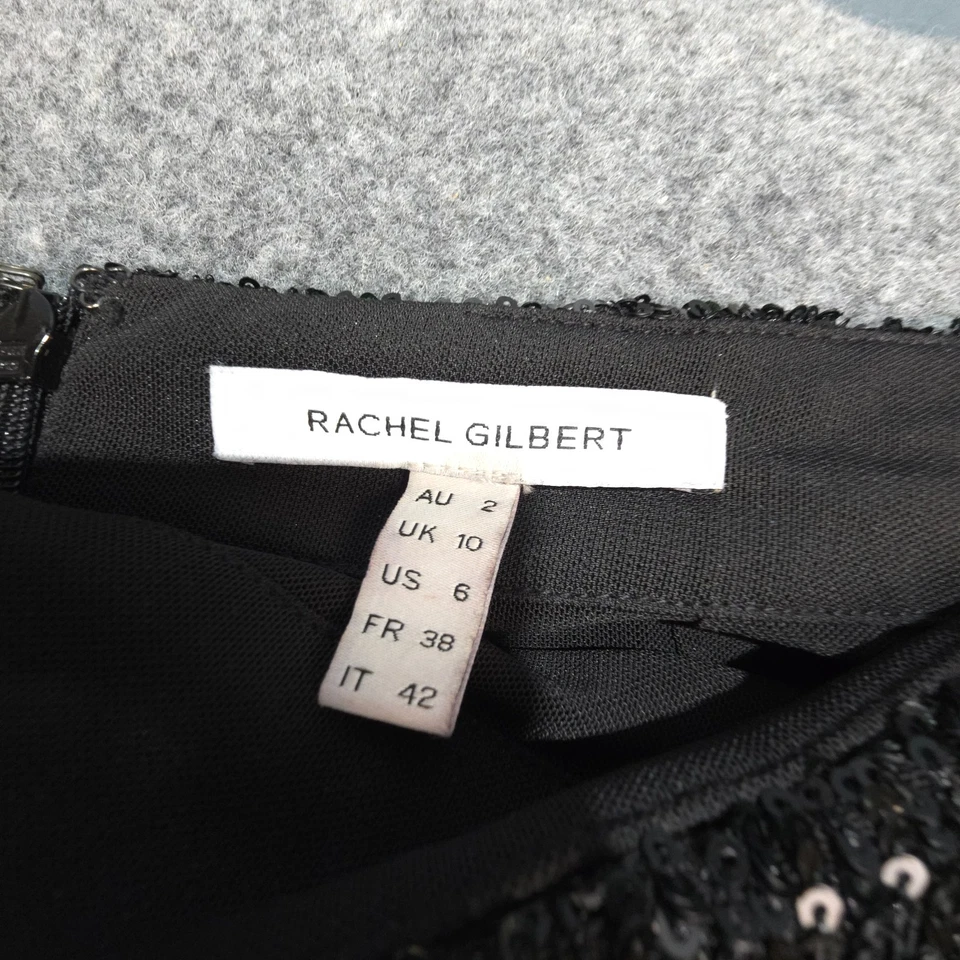 RACHEL GILBERT
AU 2
UK 10
US 6
FR 38
IT 42